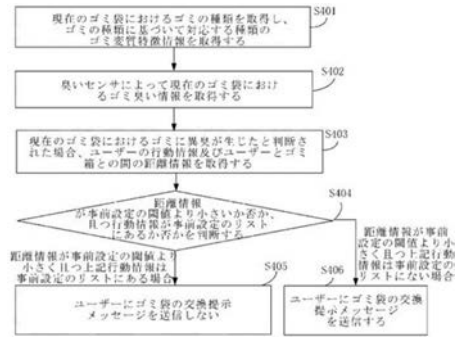 S401
現在のゴミ袋におけるゴミの種類を取得し、
ゴミの種類に基づいて対応する種類の
ゴミ変質特徴情報を取得する
S402
臭いセンサによって現在のゴミ袋におけ
るゴミ臭い情報を取得する
S403
現在のゴミ袋におけるゴミに異臭が生じたと判断
された場合、ユーザーの行動情報及びユーザーとゴミ
箱との間の距離情報を取得する
S404
距離情報
が事前設定の閾値より小さいか否か、
且つ行動情報が事前設定のリスト
にあるか否かを判断する
距離情報が事前設定の閾値より
小さく且つ上記行動情報は
事前設定のリストにある場合
距離情報が事前
設定の閾値より小
さく且つ上記行動
情報は事前設定の
リストにない場合
S405
ユーザーにゴミ袋の交換提示
メッセージを送信しない
S406
ユーザーにゴミ袋の交換
提示メッセージ
を送信する